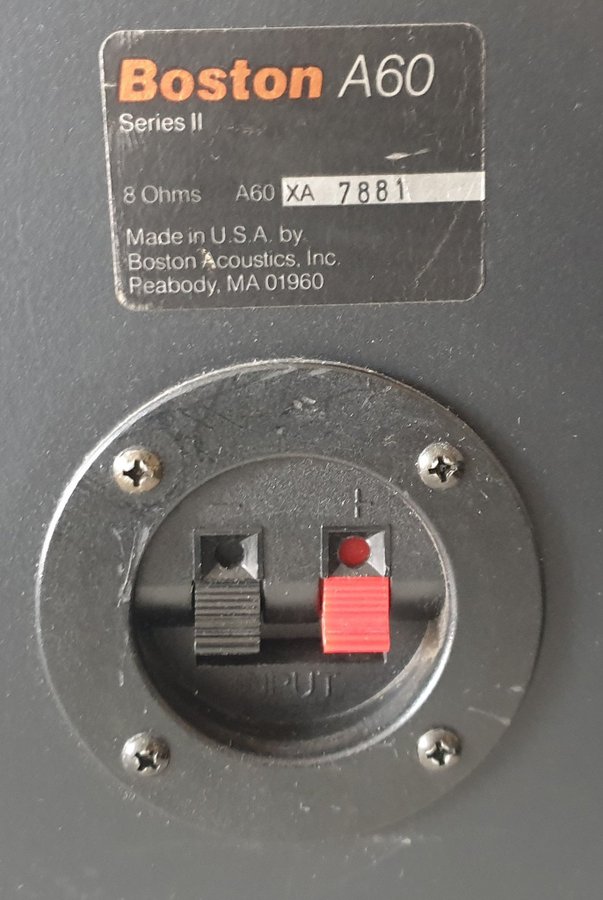 Boston A60
Series II
8 Ohms A60 XA 7881
Made in U.S.A. by
Boston Acoustics, Inc.
Peabody, MA 01960
- +
INPUT